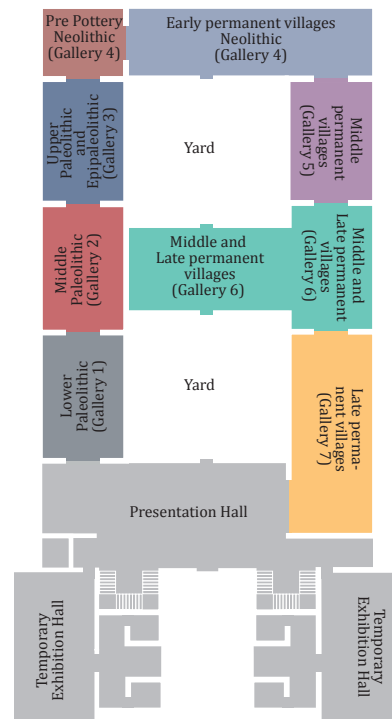 Pre Pottery
Neolithic
(Gallery 4)
Early permanent villages
Neolithic
(Gallery 4)
Upper
Paleolithic
and
Epipaleolithic
(Gallery 3)
Yard
Middle
permanent
villages
(Gallery 5)
Middle
Paleolithic
(Gallery 2)
Middle and
Late permanent
villages
(Gallery 6)
Middle and
Late permanent
villages
(Gallery 6)
Lower
Paleolithic
(Gallery 1)
Yard
Late perma-
nent villages
(Gallery 7)
Presentation Hall
Temporary
Exhibition Hall
Temporary
Exhibition Hall